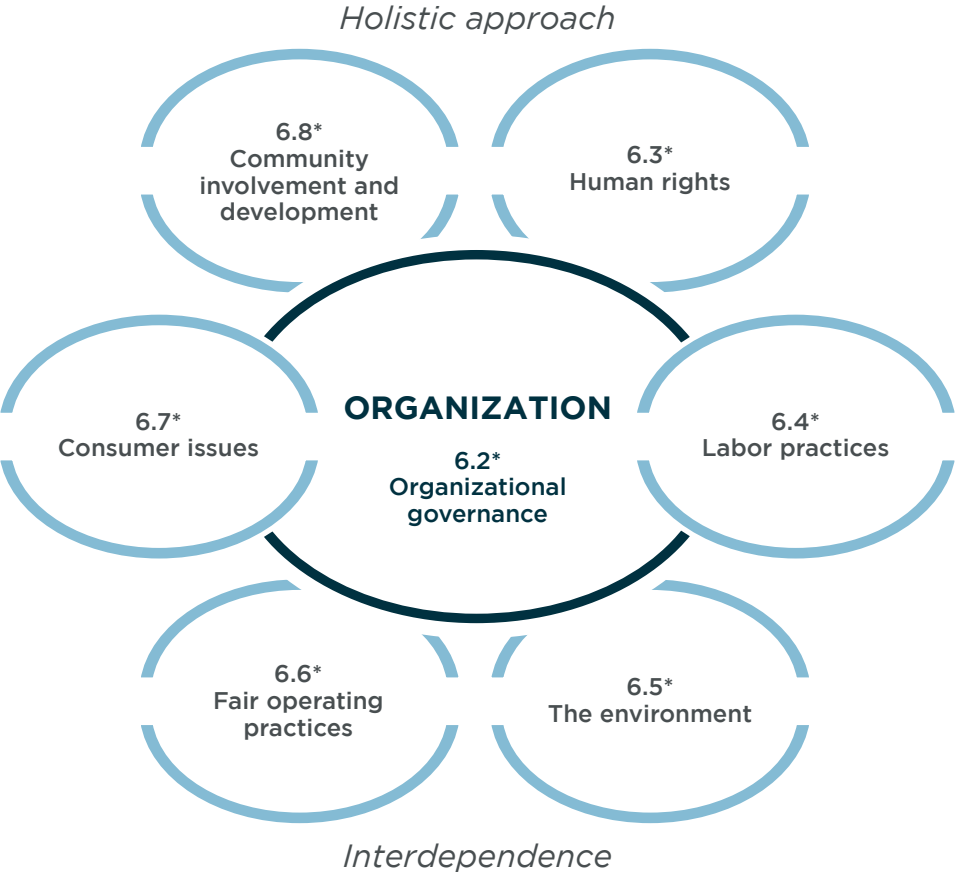 Holistic approach
6.8*
Community
involvement and
development
6.3*
Human rights
ORGANIZATION
6.2*
Organizational
governance
6.7*
Consumer issues
6.4*
Labor practices
6.6*
Fair operating
practices
6.5*
The environment
Interdependence